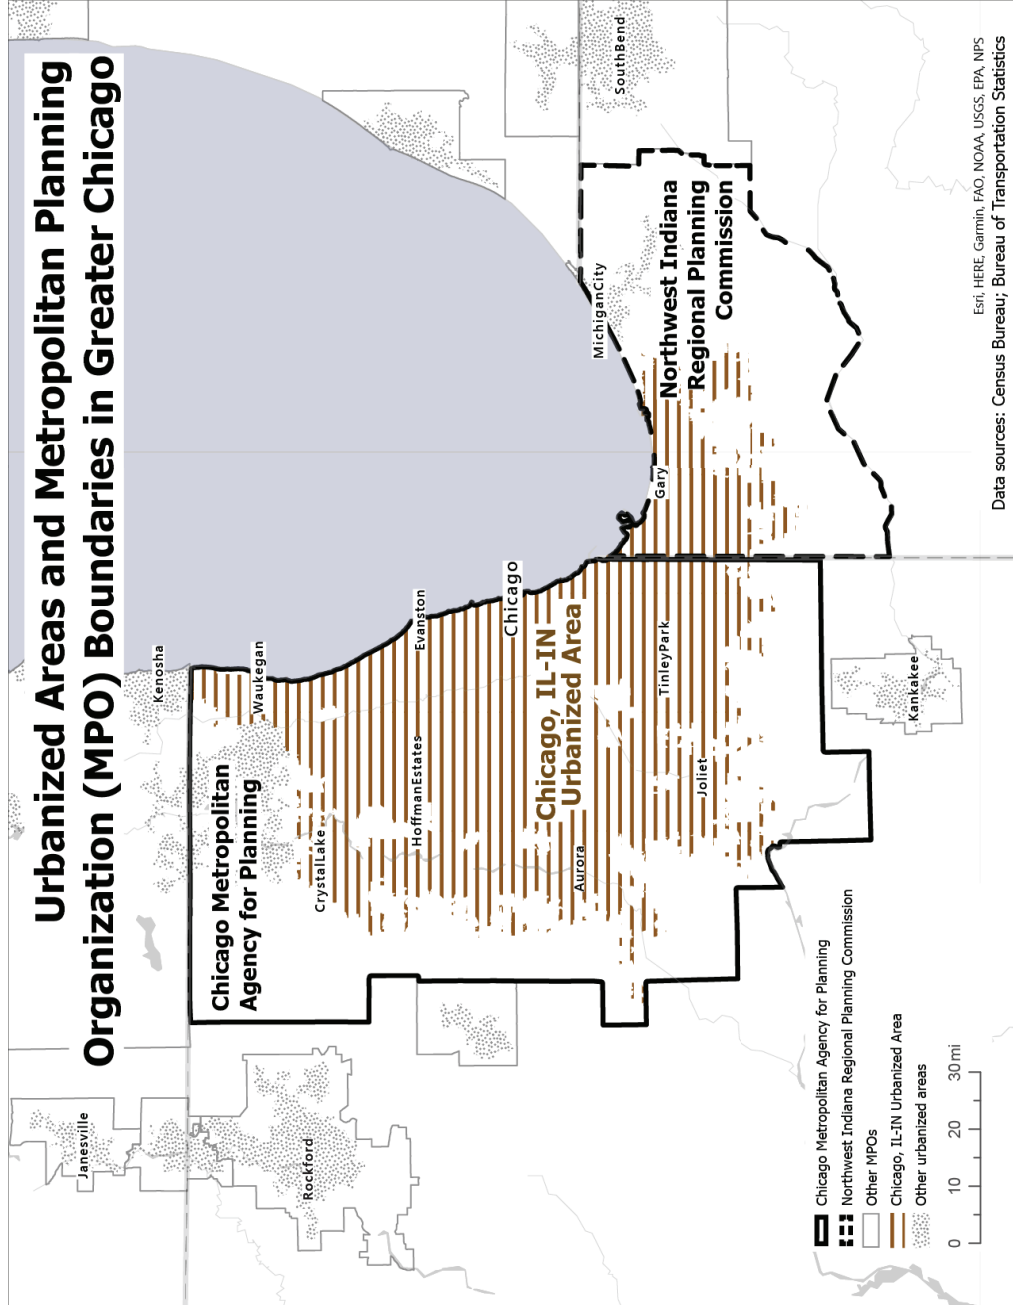 Urbanized Areas and Metropolitan Planning
Organization (MPO) Boundaries in Greater Chicago
Janesville
Rockford
Kenosha
Waukegan
Chicago Metropolitan
Agency for Planning
CrystalLake
HoffmanEstates
Evanston
Chicago
Chicago, IL-IN
Urbanized Area
Aurora
TinleyPark
Joliet
Kankakee
Gary
MichiganCity
SouthBend
Northwest Indiana
Regional Planning
Commission
Chicago Metropolitan Agency for Planning
Northwest Indiana Regional Planning Commission
Other MPOs
Chicago, IL-IN Urbanized Area
Other urbanized areas
0 10 20 30 mi
Esri, HERE, Garmin, FAO, NOAA, USGS, EPA, NPS
Data sources: Census Bureau; Bureau of Transportation Statistics